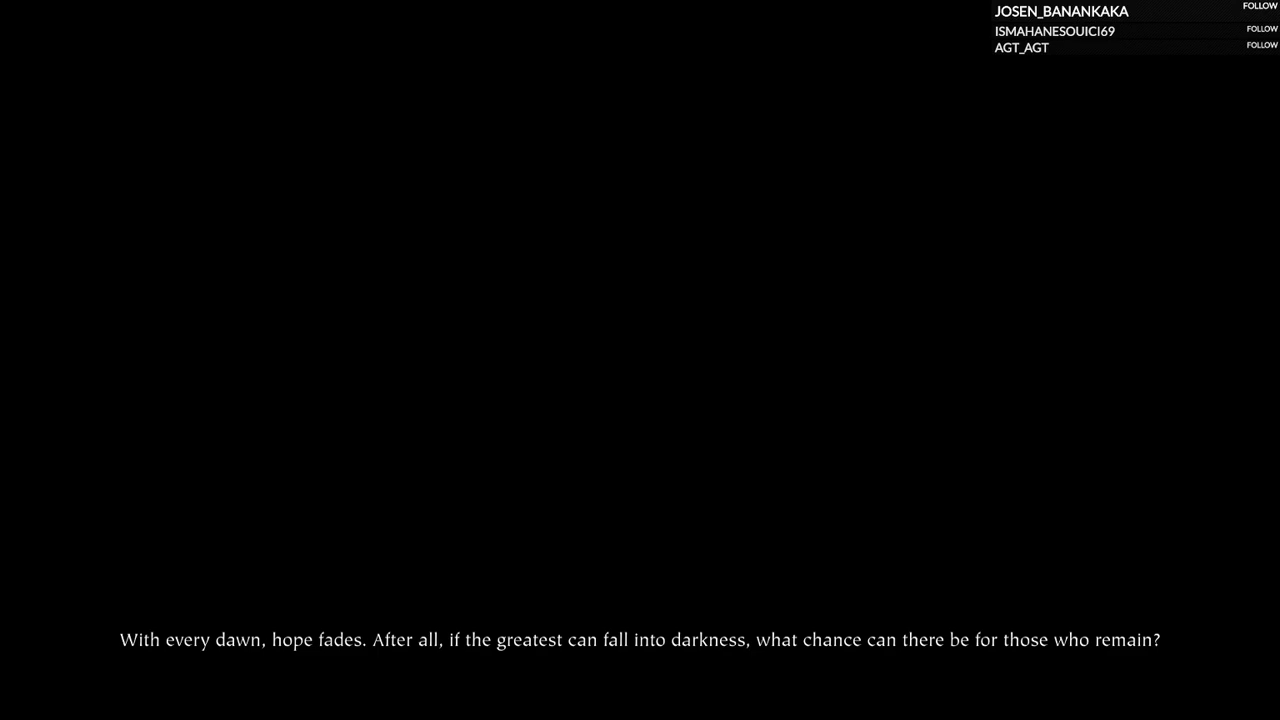 JOSEN_BANANKAKA FOLLOW
ISMAHANESOUICI69 FOLLOW
AGT_AGT FOLLOW
With every dawn, hope fades. After all, if the greatest can fall into darkness, what chance can there be for those who remain?